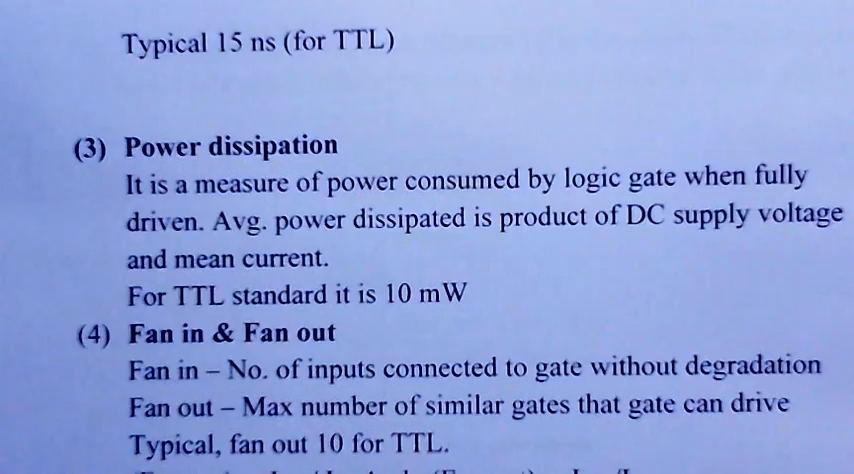 Typical 15 ns (for TTL)
(3) Power dissipation
It is a measure of power consumed by logic gate when fully
driven. Avg. power dissipated is product of DC supply voltage
and mean current.
For TTL standard it is 10 mW
(4) Fan in & Fan out
Fan in – No. of inputs connected to gate without degradation
Fan out – Max number of similar gates that gate can drive
Typical, fan out 10 for TTL.